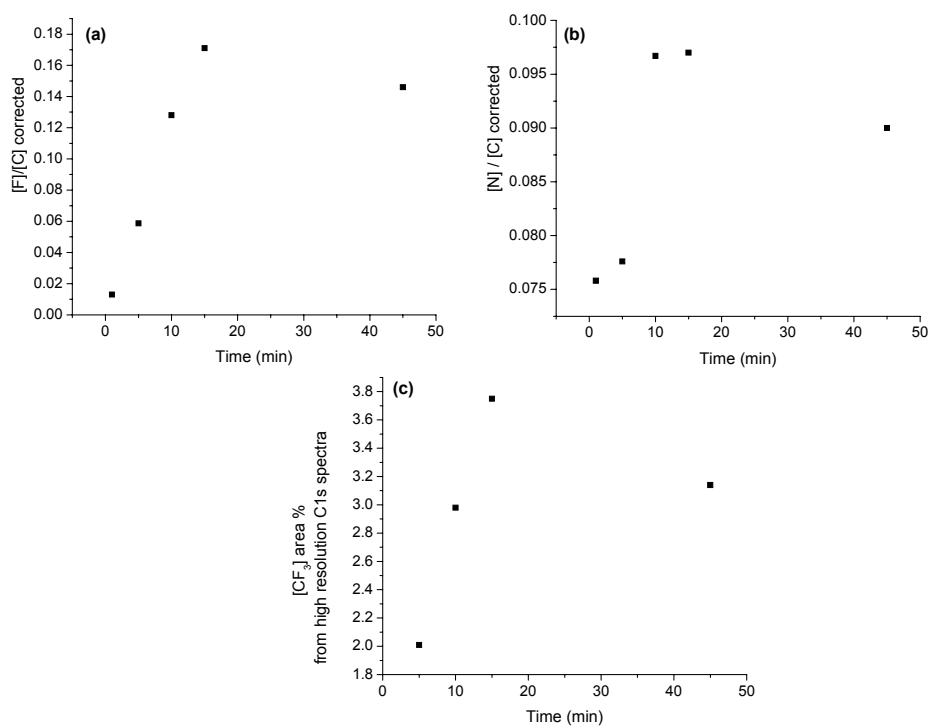 (a)
[F]/[C] corrected
0.18
0.16
0.14
0.12
0.10
0.08
0.06
0.04
0.02
0.00
0 10 20 30 40 50
Time (min)
(b)
[N] / [C] corrected
0.100
0.095
0.090
0.085
0.080
0.075
0 10 20 30 40 50
Time (min)
(c)
[CF3] area %
from high resolution C1s spectra
3.8
3.6
3.4
3.2
3.0
2.8
2.6
2.4
2.2
2.0
1.8
0 10 20 30 40 50
Time (min)